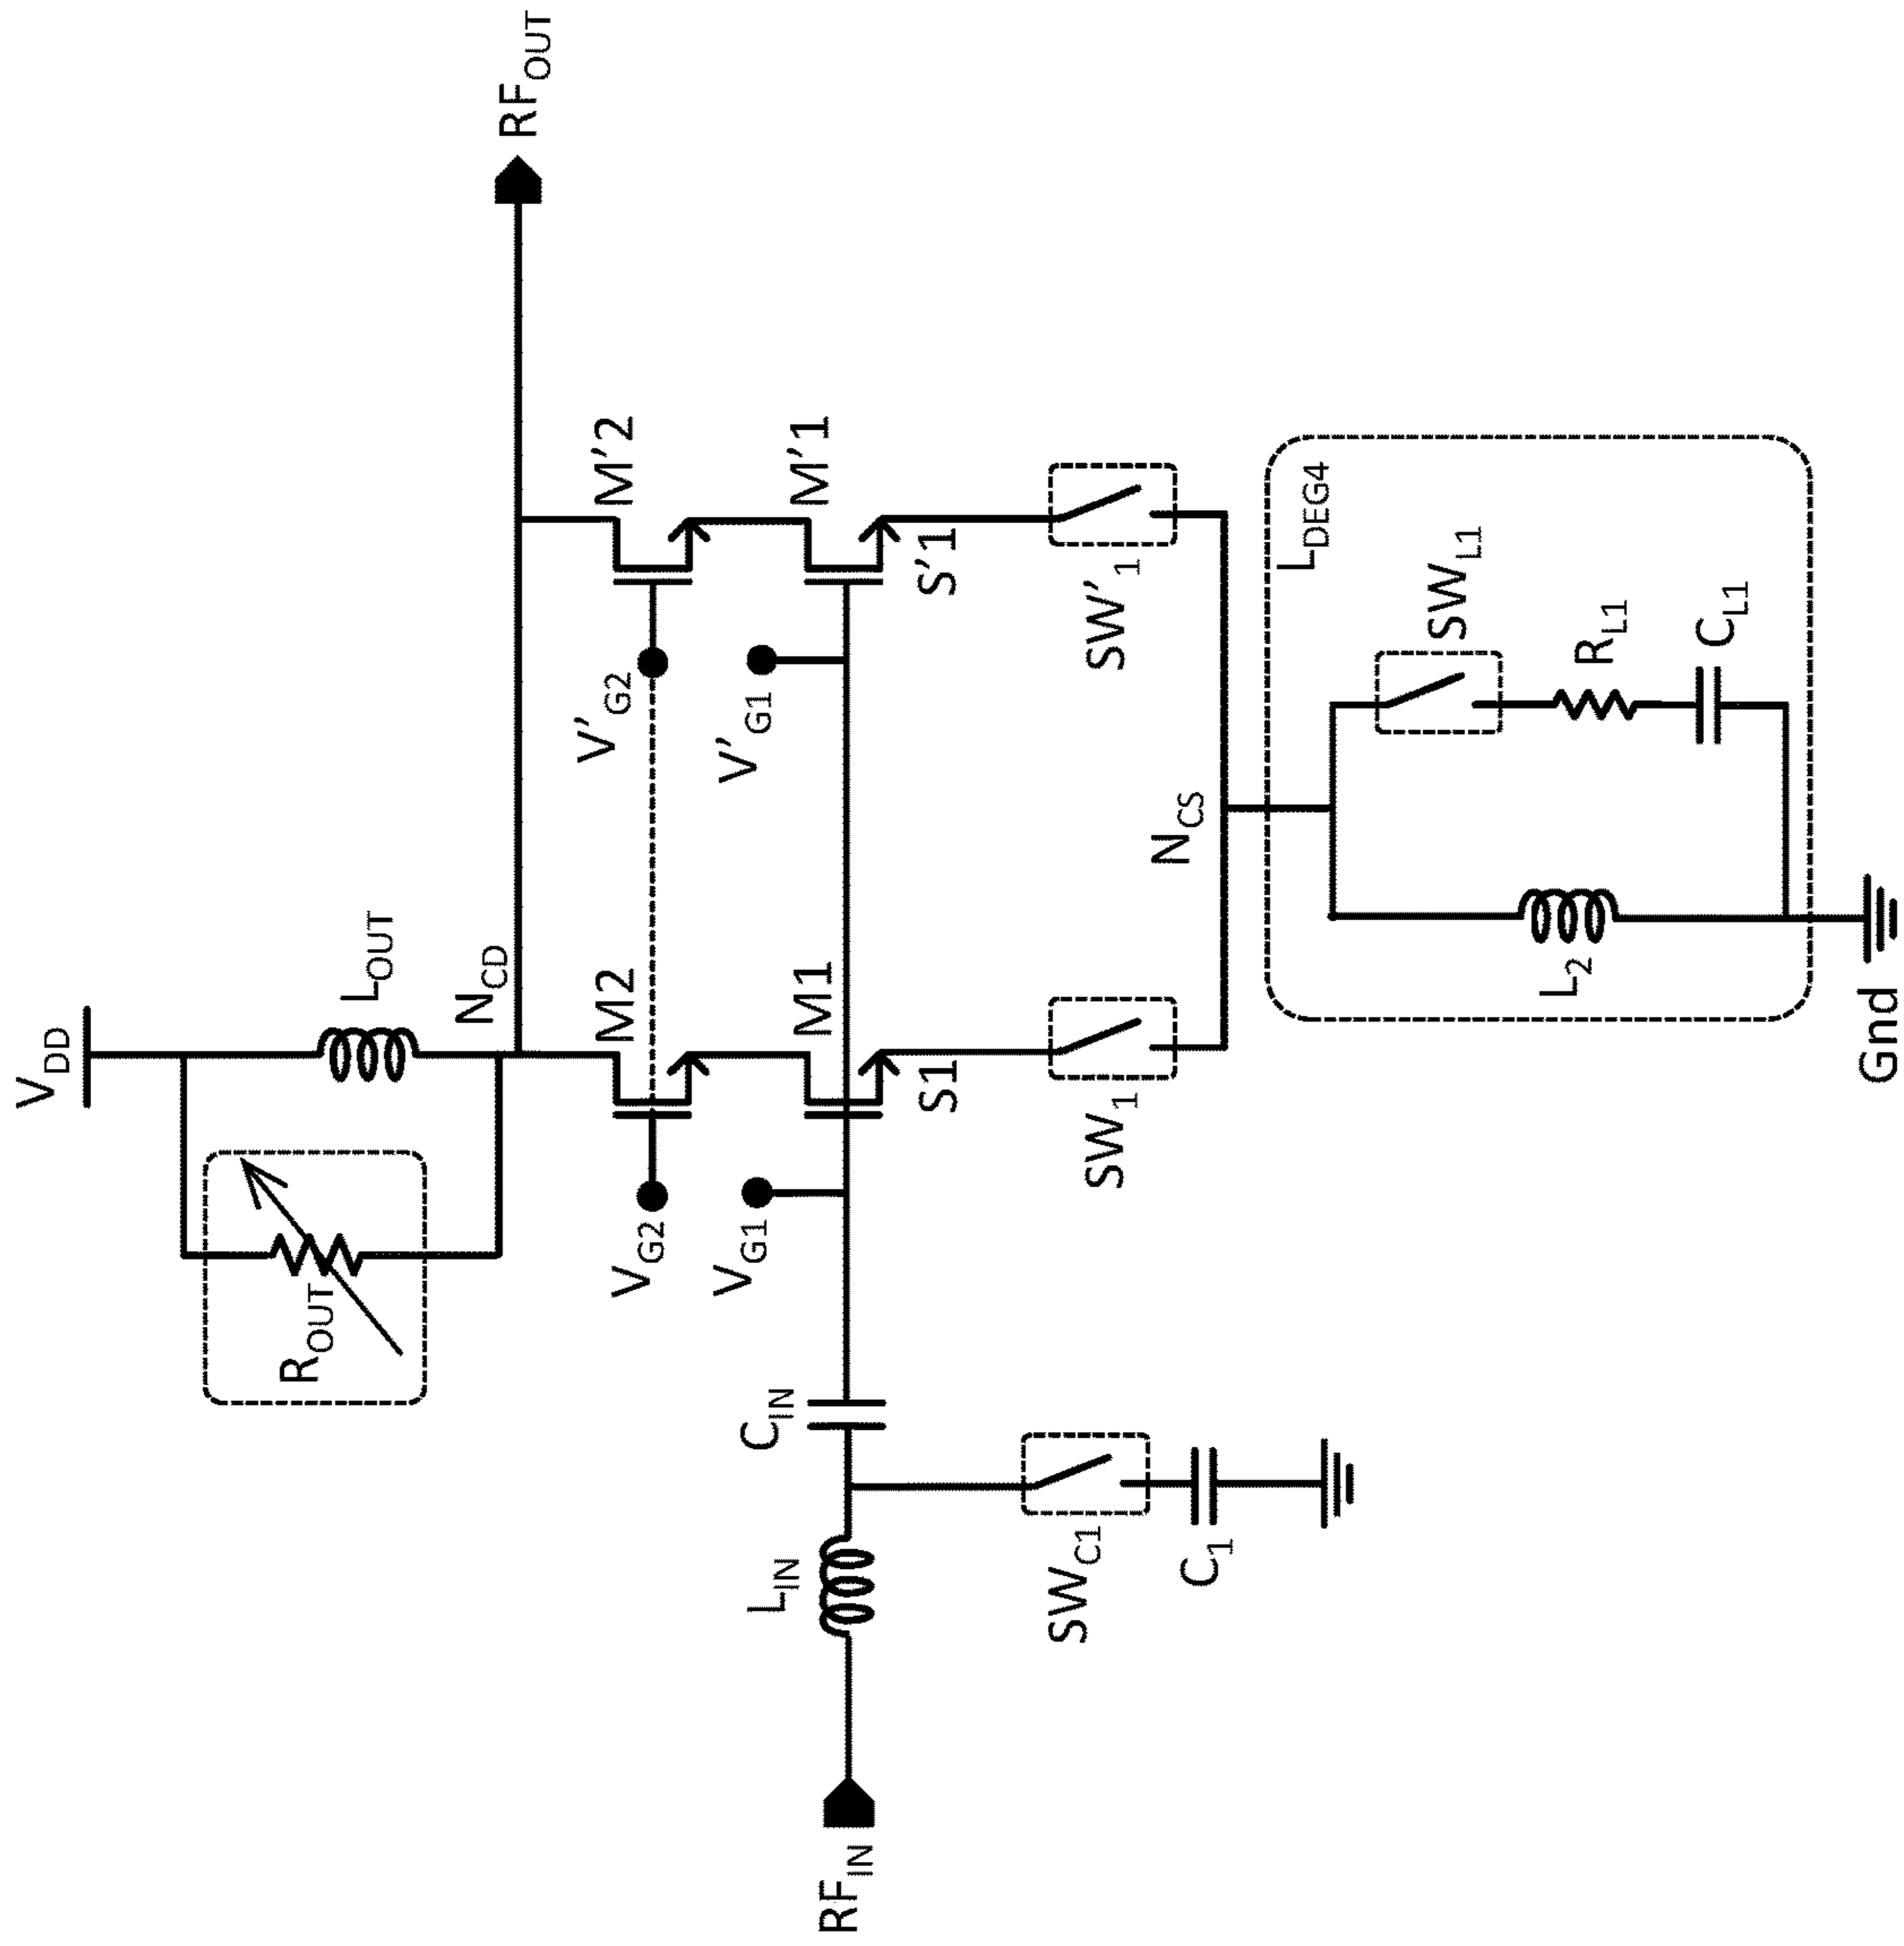 V_DD
R_OUT
L_OUT
N_CD
RF_OUT
M2
M'2
V_G2
V'_G2
V_G1
V'_G1
M1
M'1
RF_IN
L_IN
C_IN
S1
S'1
SW_C1
C_1
SW_1
SW'_1
N_CS
L_DEG4
SW_L1
L_2
R_L1
C_L1
Gnd